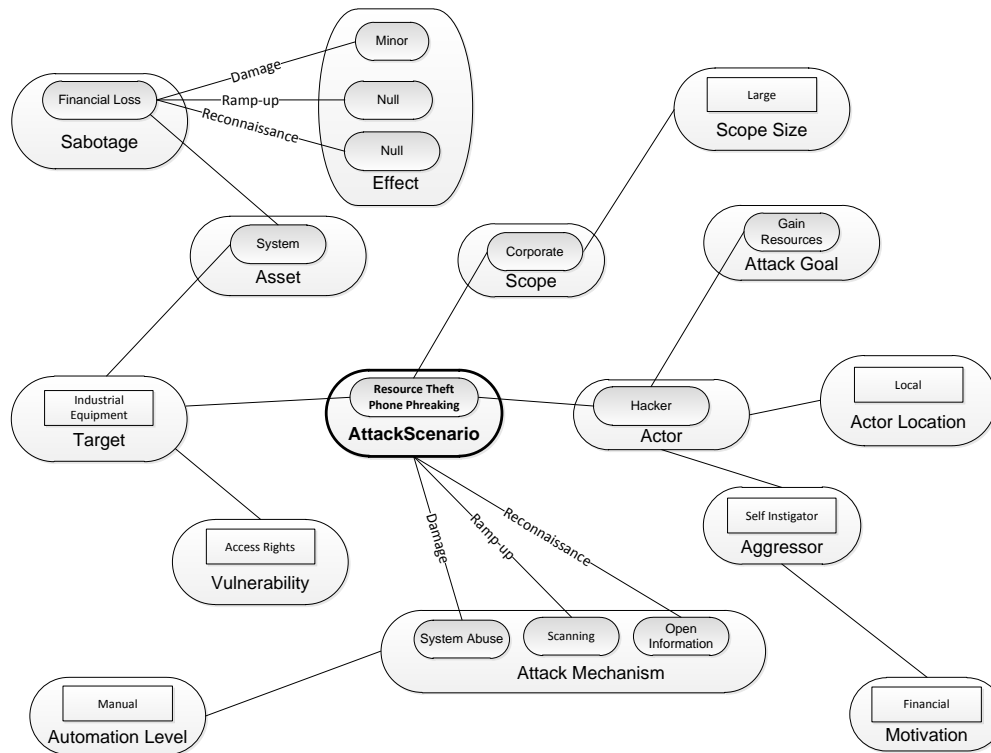 Minor
Damage
Financial Loss
Ramp-up
Null
Reconnaissance
Sabotage
Null
Effect
Large
Scope Size
System
Asset
Corporate
Scope
Gain
Resources
Attack Goal
Industrial
Equipment
Target
Resource Theft
Phone Phreaking
AttackScenario
Hacker
Actor
Local
Actor Location
Access Rights
Vulnerability
Damage
Ramp-up
Reconnaissance
Self Instigator
Aggressor
System Abuse
Scanning
Open
Information
Attack Mechanism
Manual
Automation Level
Financial
Motivation